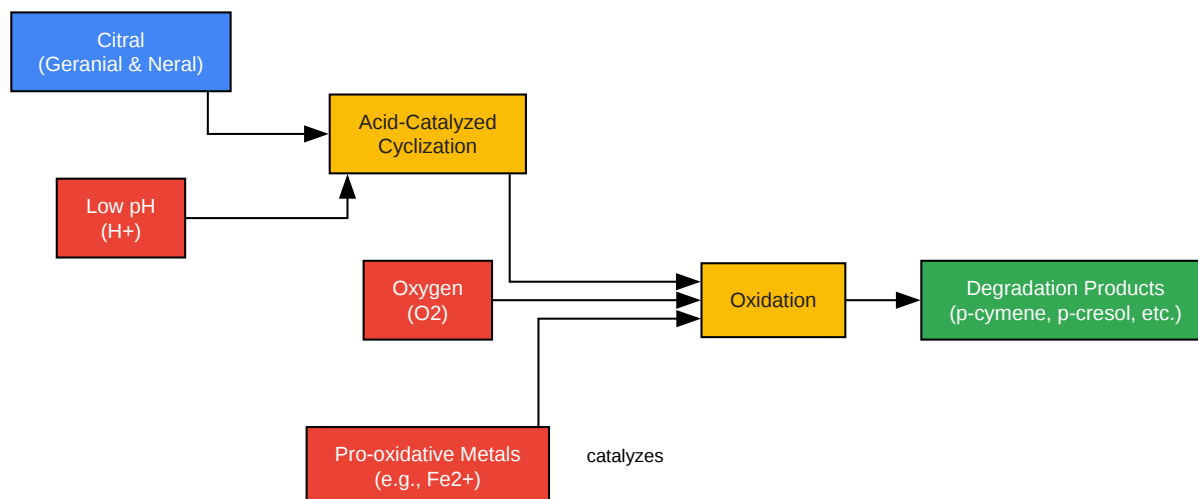 Citral
(Geranial & Neral)
Acid-Catalyzed
Cyclization
Low pH
(H+)
Oxygen
(O2)
Oxidation
Degradation Products
(p-cymene, p-cresol, etc.)
Pro-oxidative Metals
(e.g., Fe2+)
catalyzes